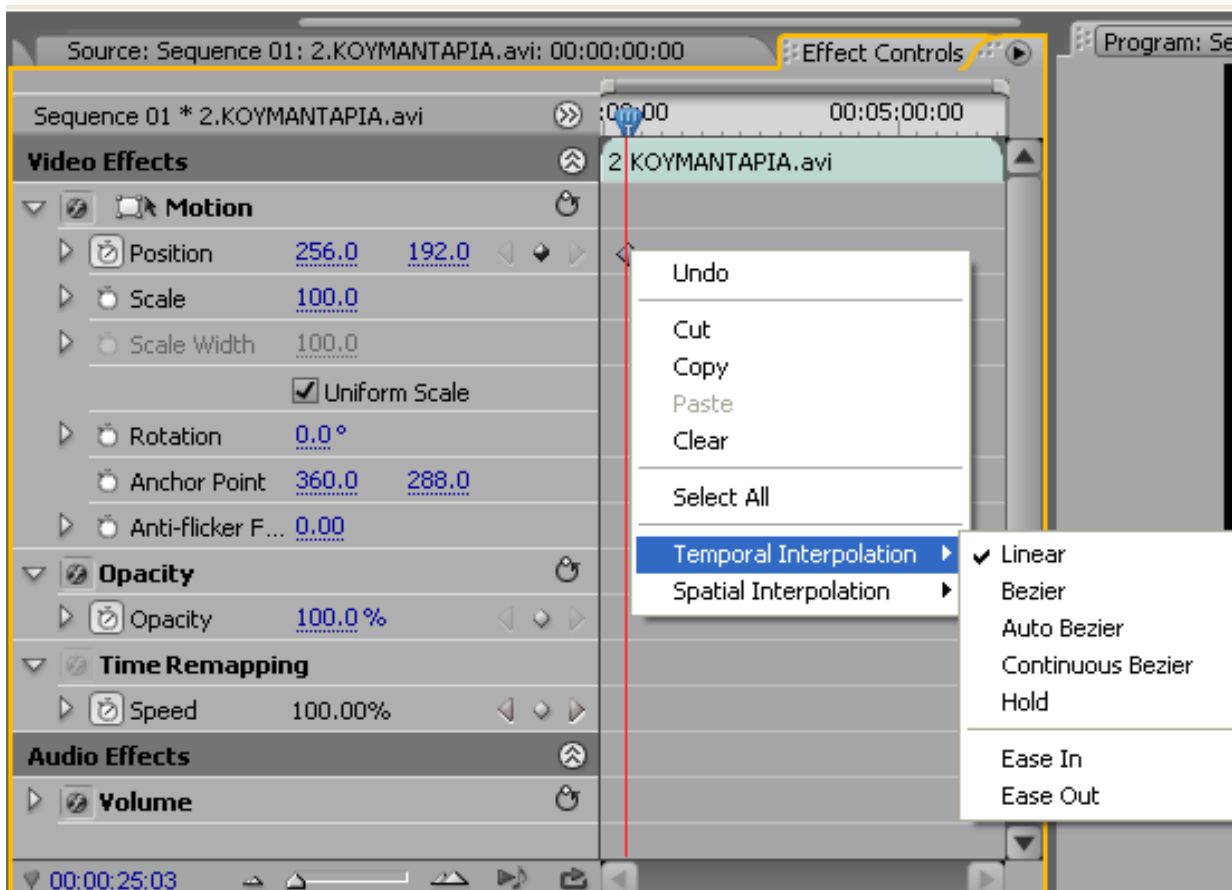 Source: Sequence 01: 2.KOYMANTAPIA.avi: 00:00:00:00
Effect Controls
Program: Se
Sequence 01 * 2.KOYMANTAPIA.avi
:00:00
00:05:00:00
Video Effects
2.KOYMANTAPIA.avi
Motion
Position 256.0 192.0
Scale 100.0
Scale Width 100.0
Uniform Scale
Rotation 0.0°
Anchor Point 360.0 288.0
Anti-flicker F... 0.00
Opacity
Opacity 100.0%
Time Remapping
Speed 100.00%
Audio Effects
Volume
00:00:25:03
Undo
Cut
Copy
Paste
Clear
Select All
Temporal Interpolation
Spatial Interpolation
Linear
Bezier
Auto Bezier
Continuous Bezier
Hold
Ease In
Ease Out